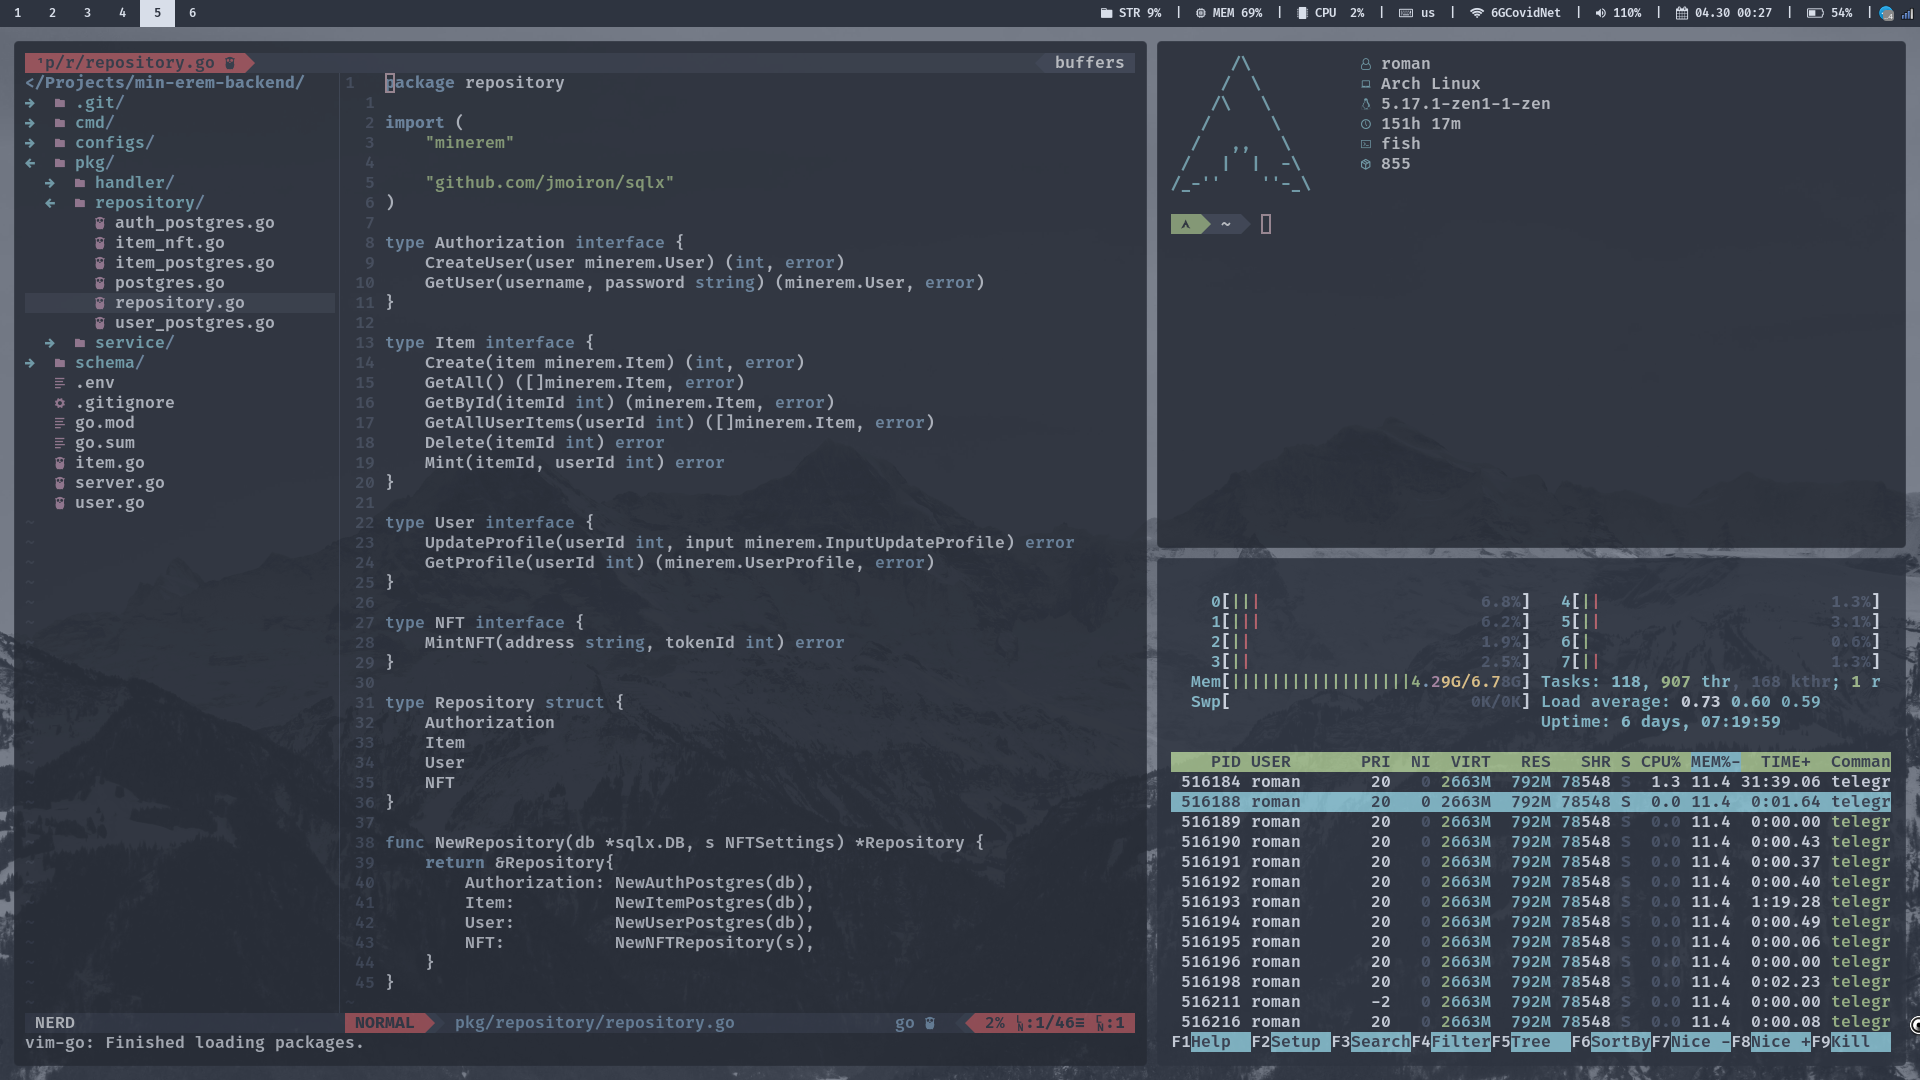 1 2 3 4 5 6
STR 9% | MEM 69% | CPU 2% | us | 6GCovidNet | 110% | 04.30 00:27 | 54% |
p/r/repository.go
buffers
</Projects/min-erem-backend/
.git/
cmd/
configs/
pkg/
handler/
repository/
auth_postgres.go
item_nft.go
item_postgres.go
postgres.go
repository.go
user_postgres.go
service/
schema/
.env
.gitignore
go.mod
go.sum
item.go
server.go
user.go
NERD
1 package repository
1
2 import (
3 "minerem"
4
5 "github.com/jmoiron/sqlx"
6 )
7
8 type Authorization interface {
9 CreateUser(user minerem.User) (int, error)
10 GetUser(username, password string) (minerem.User, error)
11 }
12
13 type Item interface {
14 Create(item minerem.Item) (int, error)
15 GetAll() ([]minerem.Item, error)
16 GetById(itemId int) (minerem.Item, error)
17 GetAllUserItems(userId int) ([]minerem.Item, error)
18 Delete(itemId int) error
19 Mint(itemId, userId int) error
20 }
21
22 type User interface {
23 UpdateProfile(userId int, input minerem.InputUpdateProfile) error
24 GetProfile(userId int) (minerem.UserProfile, error)
25 }
26
27 type NFT interface {
28 MintNFT(address string, tokenId int) error
29 }
30
31 type Repository struct {
32 Authorization
33 Item
34 User
35 NFT
36 }
37
38 func NewRepository(db *sqlx.DB, s NFTSettings) *Repository {
39 return &Repository{
40 Authorization: NewAuthPostgres(db),
41 Item: NewItemPostgres(db),
42 User: NewUserPostgres(db),
43 NFT: NewNFTRepository(s),
44 }
45 }
NORMAL pkg/repository/repository.go go 2% :1/46≡ :1
vim-go: Finished loading packages.
roman
Arch Linux
5.17.1-zen1-1-zen
151h 17m
fish
855
~
0[||| 6.8%] 4[|| 1.3%]
1[||| 6.2%] 5[|| 3.1%]
2[|| 1.9%] 6[| 0.6%]
3[|| 2.5%] 7[|| 1.3%]
Mem[||||||||||||||||||4.29G/6.78G] Tasks: 118, 907 thr, 168 kthr; 1 r
Swp[ 0K/0K] Load average: 0.73 0.60 0.59
Uptime: 6 days, 07:19:59
PID USER PRI NI VIRT RES SHR S CPU% MEM%- TIME+ Comman
516184 roman 20 0 2663M 792M 78548 S 1.3 11.4 31:39.06 telegr
516188 roman 20 0 2663M 792M 78548 S 0.0 11.4 0:01.64 telegr
516189 roman 20 0 2663M 792M 78548 S 0.0 11.4 0:00.00 telegr
516190 roman 20 0 2663M 792M 78548 S 0.0 11.4 0:00.43 telegr
516191 roman 20 0 2663M 792M 78548 S 0.0 11.4 0:00.37 telegr
516192 roman 20 0 2663M 792M 78548 S 0.0 11.4 0:00.40 telegr
516193 roman 20 0 2663M 792M 78548 S 0.0 11.4 1:19.28 telegr
516194 roman 20 0 2663M 792M 78548 S 0.0 11.4 0:00.49 telegr
516195 roman 20 0 2663M 792M 78548 S 0.0 11.4 0:00.06 telegr
516196 roman 20 0 2663M 792M 78548 S 0.0 11.4 0:00.00 telegr
516198 roman 20 0 2663M 792M 78548 S 0.0 11.4 0:02.23 telegr
516211 roman -2 0 2663M 792M 78548 S 0.0 11.4 0:00.00 telegr
516216 roman 20 0 2663M 792M 78548 S 0.0 11.4 0:00.08 telegr
F1Help F2Setup F3SearchF4FilterF5Tree F6SortByF7Nice -F8Nice +F9Kill